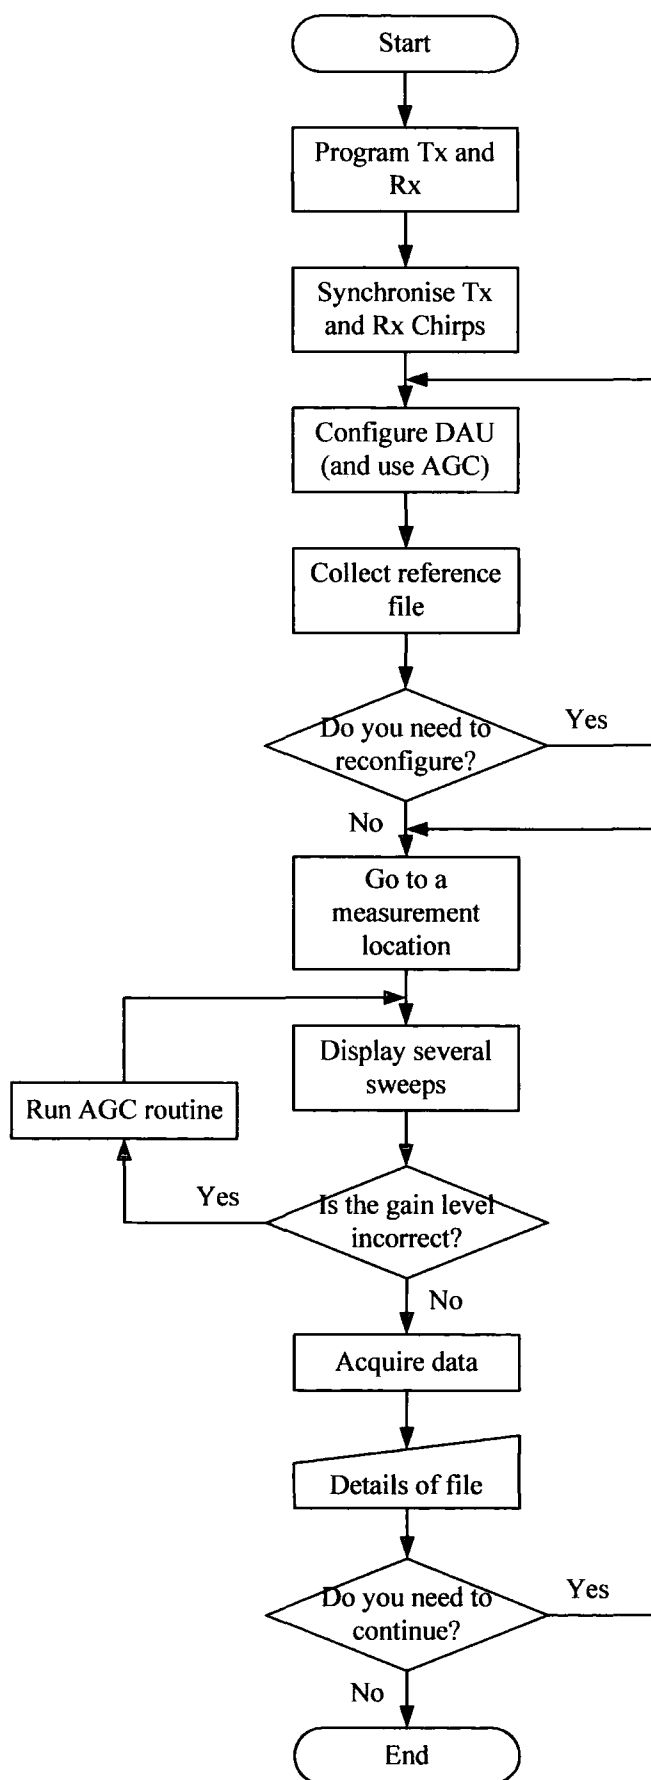 Start
Program Tx and
Rx
Synchronise Tx
and Rx Chirps
Configure DAU
(and use AGC)
Collect reference
file
Do you need to
reconfigure?
Yes
No
Go to a
measurement
location
Display several
sweeps
Run AGC routine
Is the gain level
incorrect?
Yes
No
Acquire data
Details of file
Do you need to
continue?
Yes
No
End